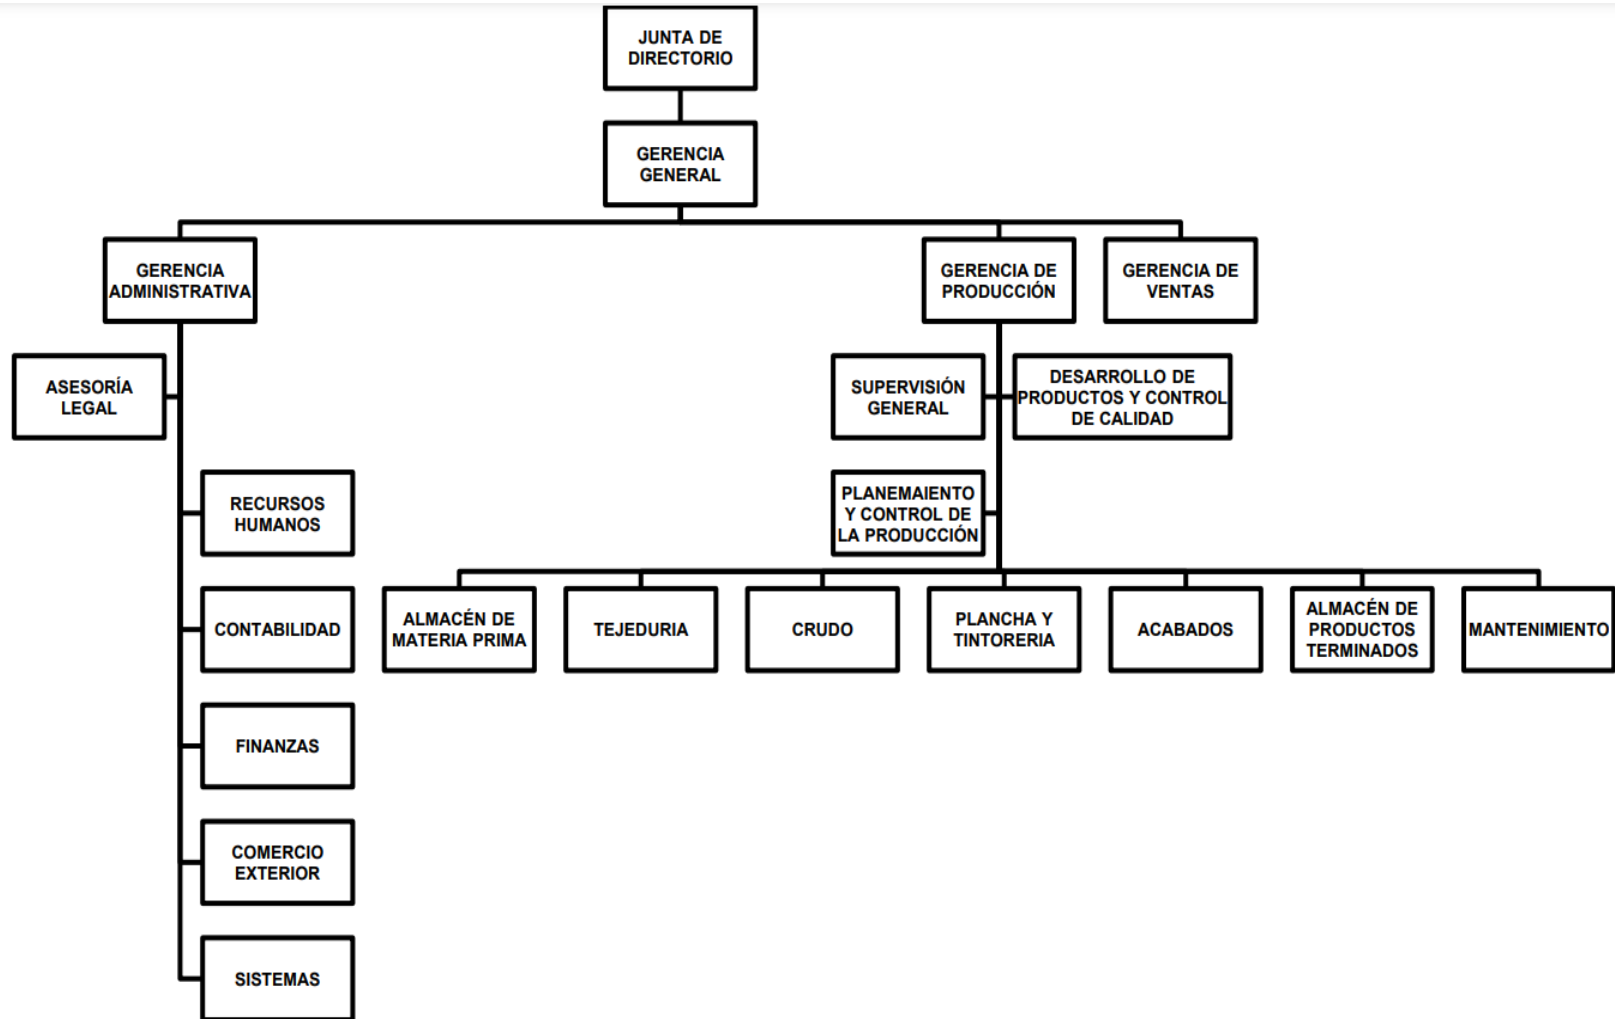 JUNTA DE
DIRECTORIO
GERENCIA
GENERAL
GERENCIA
ADMINISTRATIVA
GERENCIA DE
PRODUCCIÓN
GERENCIA DE
VENTAS
ASESORÍA
LEGAL
SUPERVISIÓN
GENERAL
DESARROLLO DE
PRODUCTOS Y CONTROL
DE CALIDAD
RECURSOS
HUMANOS
PLANEMAIENTO
Y CONTROL DE
LA PRODUCCIÓN
CONTABILIDAD
ALMACÉN DE
MATERIA PRIMA
TEJEDURIA
CRUDO
PLANCHA Y
TINTORERIA
ACABADOS
ALMACÉN DE
PRODUCTOS
TERMINADOS
MANTENIMIENTO
FINANZAS
COMERCIO
EXTERIOR
SISTEMAS